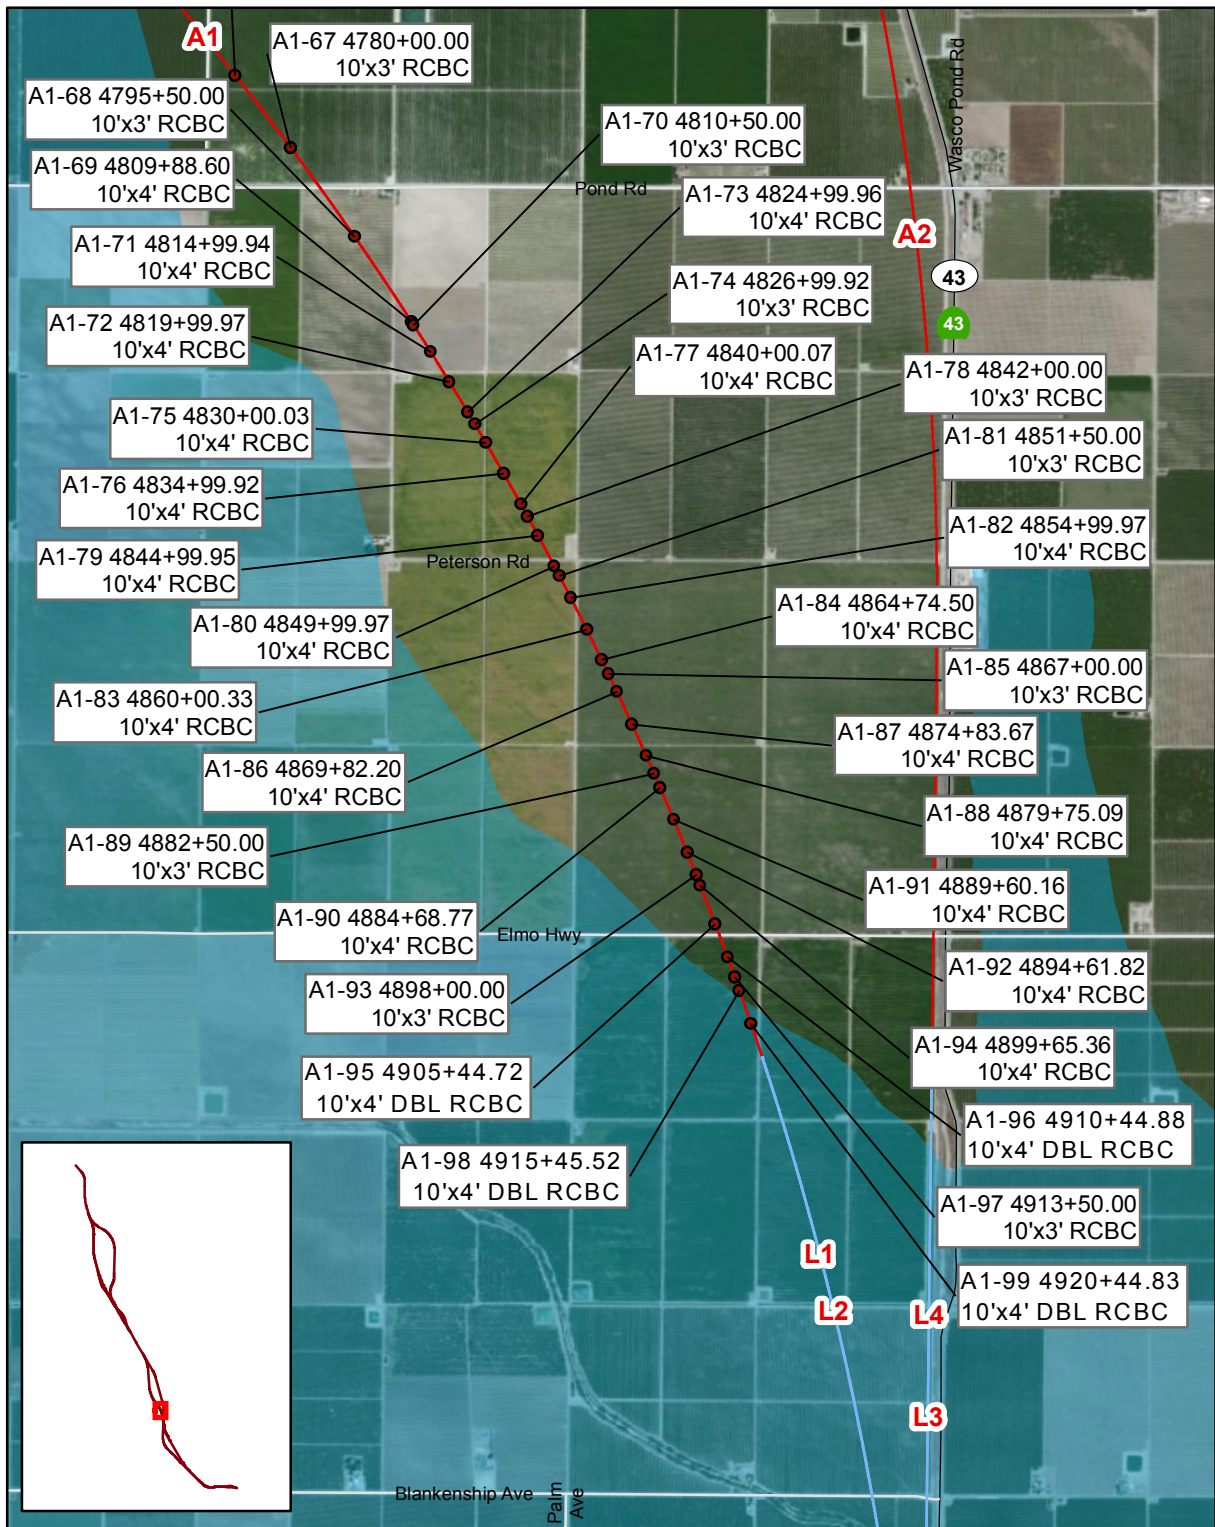 A1
A1-67 4780+00.00
10'x3' RCBC
Wasco Pond Rd
A1-68 4795+50.00
10'x3' RCBC
A1-70 4810+50.00
10'x3' RCBC
A1-69 4809+88.60
10'x4' RCBC
Pond Rd
A1-73 4824+99.96
10'x4' RCBC
A2
A1-71 4814+99.94
10'x4' RCBC
A1-74 4826+99.92
10'x3' RCBC
43
43
A1-72 4819+99.97
10'x4' RCBC
A1-77 4840+00.07
10'x4' RCBC
A1-78 4842+00.00
10'x3' RCBC
A1-75 4830+00.03
10'x4' RCBC
A1-81 4851+50.00
10'x3' RCBC
A1-76 4834+99.92
10'x4' RCBC
A1-82 4854+99.97
10'x4' RCBC
A1-79 4844+99.95
10'x4' RCBC
Peterson Rd
A1-80 4849+99.97
10'x4' RCBC
A1-84 4864+74.50
10'x4' RCBC
A1-85 4867+00.00
10'x3' RCBC
A1-83 4860+00.33
10'x4' RCBC
A1-87 4874+83.67
10'x4' RCBC
A1-86 4869+82.20
10'x4' RCBC
A1-88 4879+75.09
10'x4' RCBC
A1-89 4882+50.00
10'x3' RCBC
A1-91 4889+60.16
10'x4' RCBC
A1-90 4884+68.77
10'x4' RCBC
Elmo Hwy
A1-92 4894+61.82
10'x4' RCBC
A1-93 4898+00.00
10'x3' RCBC
A1-94 4899+65.36
10'x4' RCBC
A1-95 4905+44.72
10'x4' DBL RCBC
A1-96 4910+44.88
10'x4' DBL RCBC
A1-98 4915+45.52
10'x4' DBL RCBC
A1-97 4913+50.00
10'x3' RCBC
L1
A1-99 4920+44.83
10'x4' DBL RCBC
L2
L4
L3
Blankenship Ave
Palm
Ave